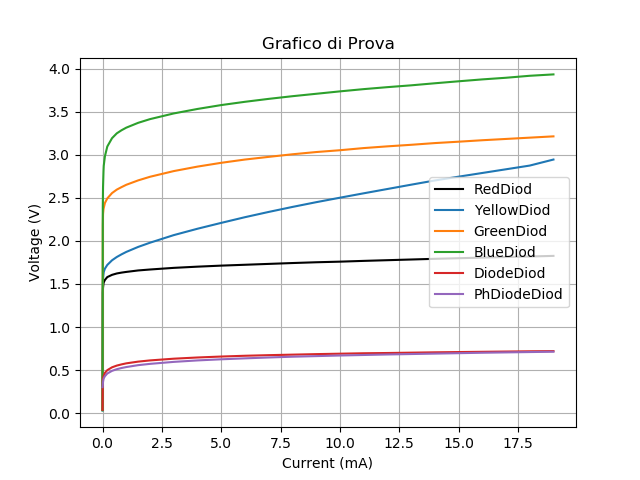 Grafico di Prova
Voltage (V)
4.0
3.5
3.0
2.5
2.0
1.5
1.0
0.5
0.0
RedDiod
YellowDiod
GreenDiod
BlueDiod
DiodeDiod
PhDiodeDiod
0.0 2.5 5.0 7.5 10.0 12.5 15.0 17.5
Current (mA)